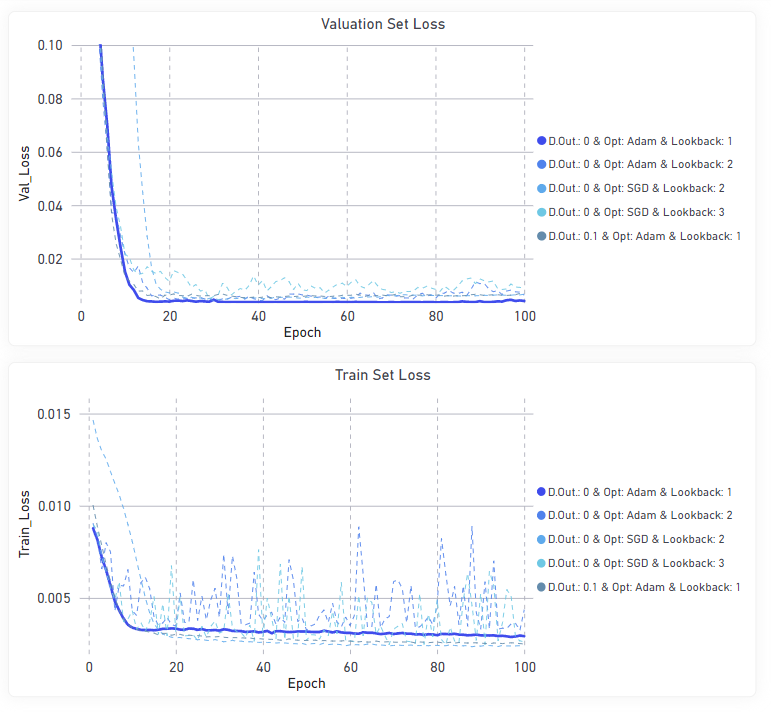 Valuation Set Loss
0.10
0.08
0.06
0.04
0.02
Val_Loss
0 20 40 60 80 100
Epoch
D.Out.: 0 & Opt: Adam & Lookback: 1
D.Out.: 0 & Opt: Adam & Lookback: 2
D.Out.: 0 & Opt: SGD & Lookback: 2
D.Out.: 0 & Opt: SGD & Lookback: 3
D.Out.: 0.1 & Opt: Adam & Lookback: 1
Train Set Loss
0.015
0.010
0.005
Train_Loss
0 20 40 60 80 100
Epoch
D.Out.: 0 & Opt: Adam & Lookback: 1
D.Out.: 0 & Opt: Adam & Lookback: 2
D.Out.: 0 & Opt: SGD & Lookback: 2
D.Out.: 0 & Opt: SGD & Lookback: 3
D.Out.: 0.1 & Opt: Adam & Lookback: 1